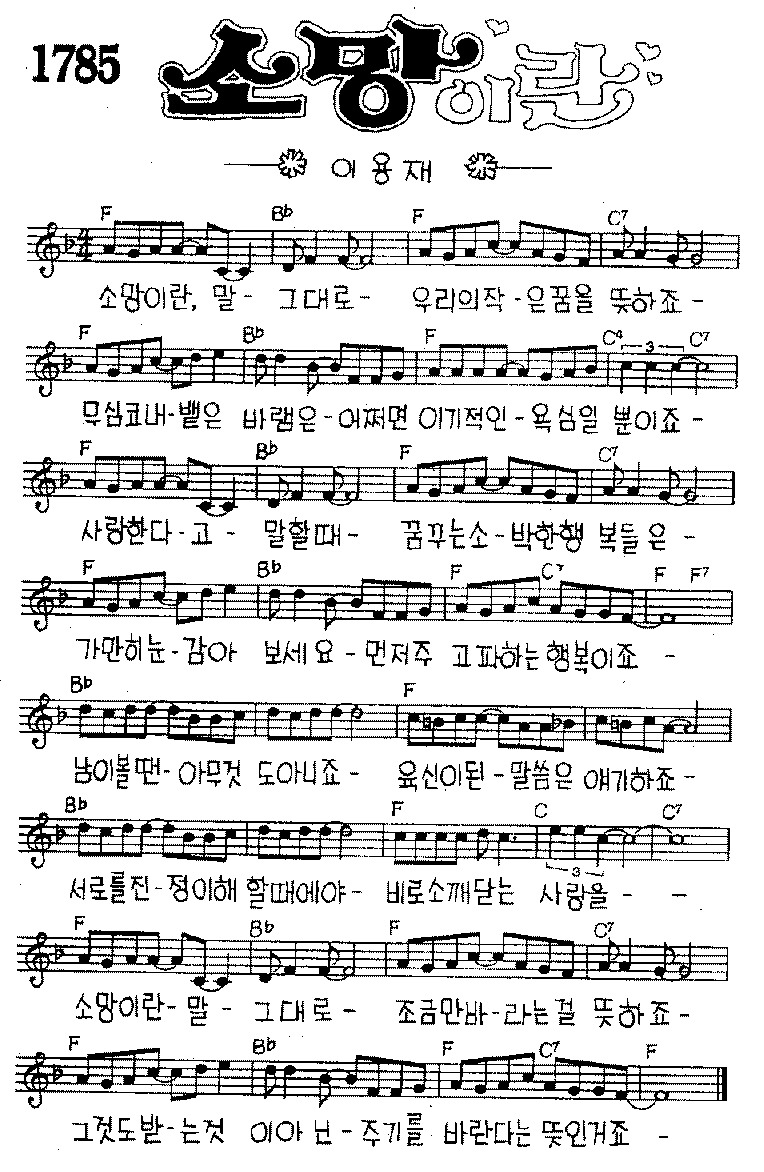 1785 소망이란
이용재
F Bb F C7
소망이란, 말- 그대로- 우리의작-은꿈을 뜻하죠-
F Bb F C4 3 C7
무심코내-뱉은 바램은-어쩌면 이기적인-욕심일 뿐이죠-
F Bb F C7
사랑한다-고- 말할때- 꿈꾸는소-박한행 복들은-
F Bb F C7 F F7
가만히눈-감아 보세요-먼저주 고파하는행복이죠-
Bb F
남이볼땐-아무것 도아니죠- 육신이된-말씀은 얘기하죠-
Bb F C 3 C7
서로를진-정이해 할때에야- 비로소깨닫는 사랑을- -
F Bb F C7
소망이란-말- 그대로- 조금만바-라는걸 뜻하죠-
F Bb F C7 F
그것도받-는것 이아닌-주기를 바란다는뜻인거죠-